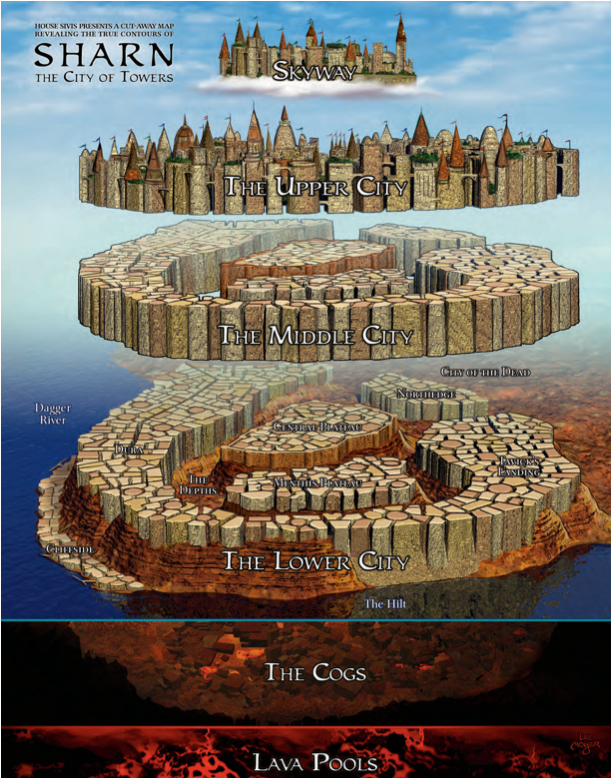 HOUSE SIVIS PRESENTS A CUT-AWAY MAP
REVEALING THE TRUE CONTOURS OF
SHARN
THE CITY OF TOWERS
SKYWAY
THE UPPER CITY
THE MIDDLE CITY
CITY OF THE DEAD
NORTHEDGE
Dagger
River
CENTRAL PLATEAU
DURA
TAVICK'S
LANDING
THE
DEPTHS
MENTHIS PLATEAU
CLIFFSIDE
THE LOWER CITY
The Hilt
THE COGS
LAVA POOLS